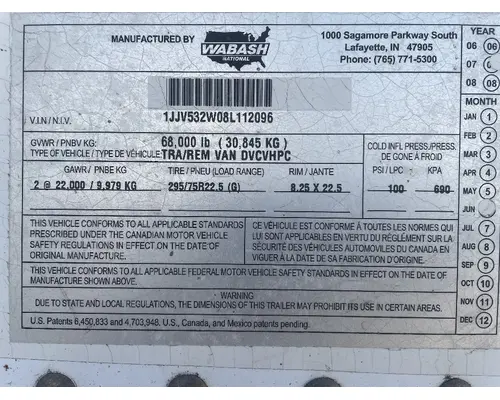 MANUFACTURED BY
WABASH
NATIONAL
1000 Sagamore Parkway South
Lafayette, IN 47905
Phone: (765) 771-5300
V.I.N / N.I.V.
1JJV532W08L112096
GVWR / PNBV KG:
68,000 lb ( 30,845 KG )
TYPE OF VEHICLE / TYPE DE VÉHICULE:
TRA/REM VAN DVCVHPC
COLD INFL PRESS/PRESS.
DE GONE À FROID
GAWR / PNBE KG
TIRE / PNEU (LOAD RANGE)
RIM / JANTE
PSI / LPC
KPA
2 @ 22,000 / 9,979 KG
295/75R22.5 (G)
8.25 X 22.5
100
690
THIS VEHICLE CONFORMS TO ALL APPLICABLE STANDARDS
PRESCRIBED UNDER THE CANADIAN MOTOR VEHICLE
SAFETY REGULATIONS IN EFFECT ON THE DATE OF
ORIGINAL MANUFACTURE.
CE VÉHICULE EST CONFORME À TOUTES LES NORMES QUI
LUI SONT APPLICABLES EN VERTU DU RÈGLEMENT SUR LA
SÉCURITÉ DES VÉHICULES AUTOMOBILES DU CANADA EN
VIGUEUR À LA DATE DE SA FABRICATION D'ORIGINE.
THIS VEHICLE CONFORMS TO ALL APPLICABLE FEDERAL MOTOR VEHICLE SAFETY STANDARDS IN EFFECT ON THE DATE OF
MANUFACTURE SHOWN ABOVE.
WARNING
DUE TO STATE AND LOCAL REGULATIONS, THE DIMENSIONS OF THIS TRAILER MAY PROHIBIT ITS USE IN CERTAIN AREAS.
U.S. Patents 6,450,833 and 4,703,948. U.S., Canada, and Mexico patents pending.
YEAR
06 06
07 0
08 08
MONTH
JAN 1
FEB 2
MAR 3
APR 4
MAY 5
JUN
JUL 7
AUG 8
SEP 9
OCT 10
NOV 11
DEC 12